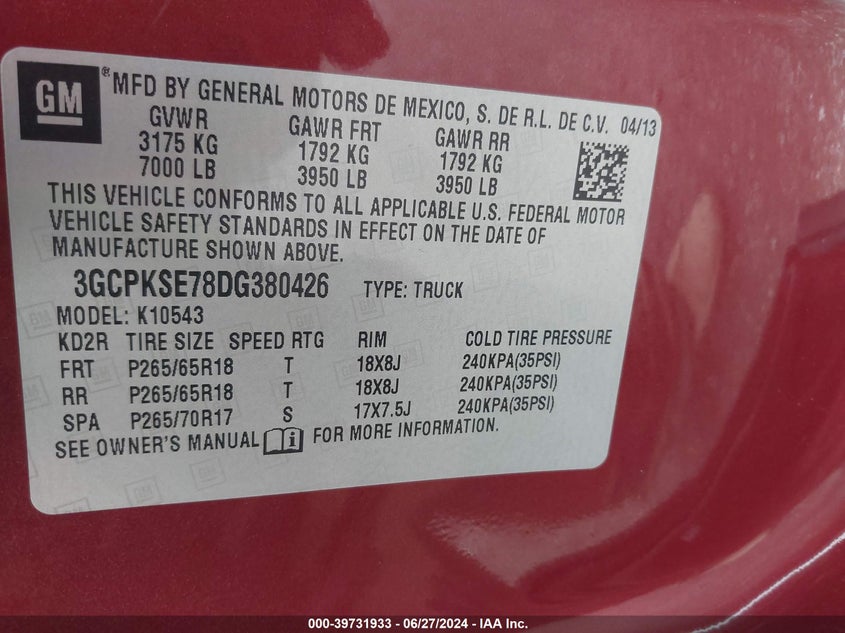 GM ® MFD BY GENERAL MOTORS DE MEXICO, S. DE R.L. DE C.V. 04/13
GVWR GAWR FRT GAWR RR
3175 KG 1792 KG 1792 KG
7000 LB 3950 LB 3950 LB
THIS VEHICLE CONFORMS TO ALL APPLICABLE U.S. FEDERAL MOTOR
VEHICLE SAFETY STANDARDS IN EFFECT ON THE DATE OF
MANUFACTURE SHOWN ABOVE.
3GCPKSE78DG380426 TYPE: TRUCK
MODEL: K10543
KD2R TIRE SIZE SPEED RTG RIM COLD TIRE PRESSURE
FRT P265/65R18 T 18X8J 240KPA(35PSI)
RR P265/65R18 T 18X8J 240KPA(35PSI)
SPA P265/70R17 S 17X7.5J 240KPA(35PSI)
SEE OWNER'S MANUAL i FOR MORE INFORMATION.
000-39731933 / 06/27/2024 - IAA Inc.